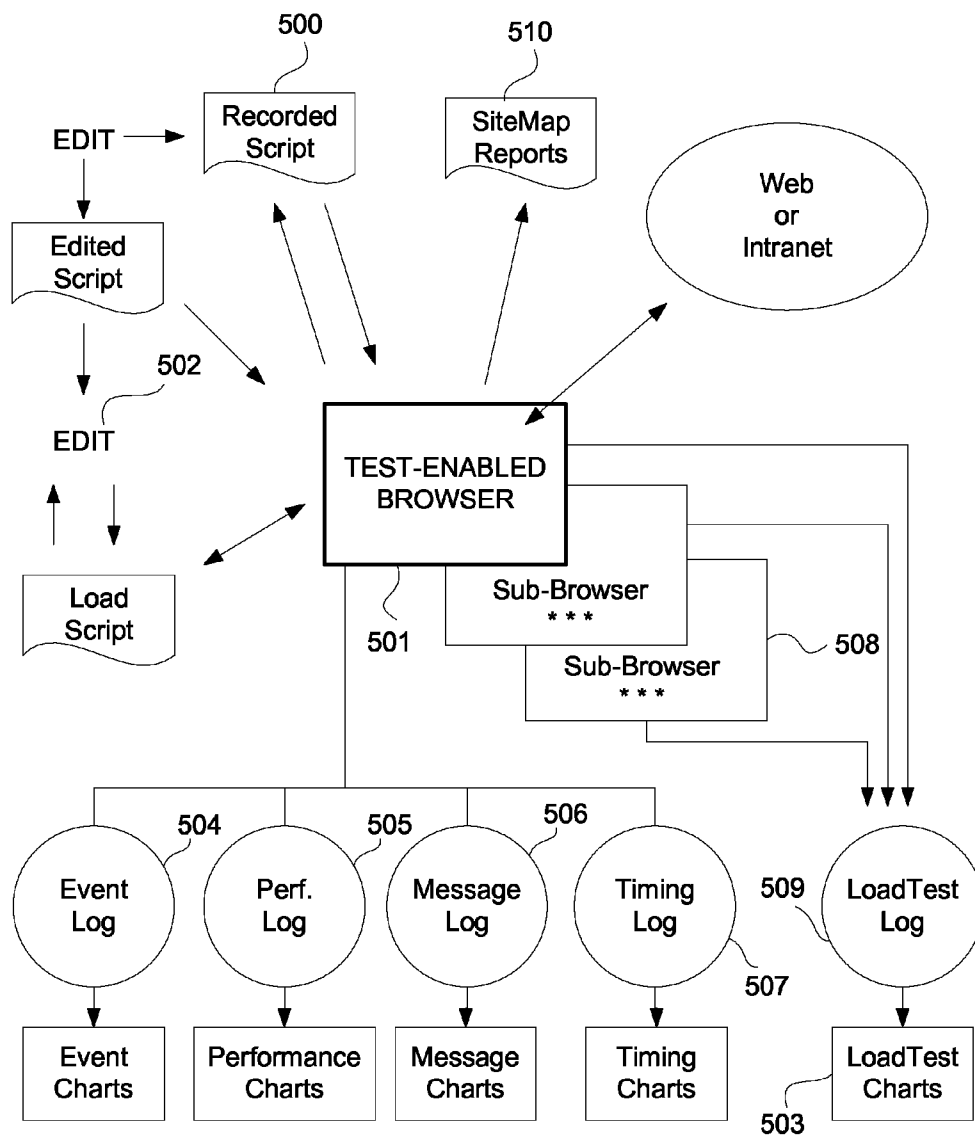 500
510
Recorded
Script
SiteMap
Reports
EDIT
Web
or
Intranet
Edited
Script
502
EDIT
TEST-ENABLED
BROWSER
Load
Script
501
Sub-Browser
* * *
508
Sub-Browser
* * *
504
505
506
Event
Log
Perf.
Log
Message
Log
Timing
Log
509
LoadTest
Log
507
Event
Charts
Performance
Charts
Message
Charts
Timing
Charts
LoadTest
Charts
503